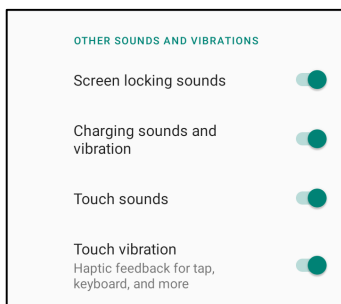 OTHER SOUNDS AND VIBRATIONS
Screen locking sounds
Charging sounds and
vibration
Touch sounds
Touch vibration
Haptic feedback for tap,
keyboard, and more